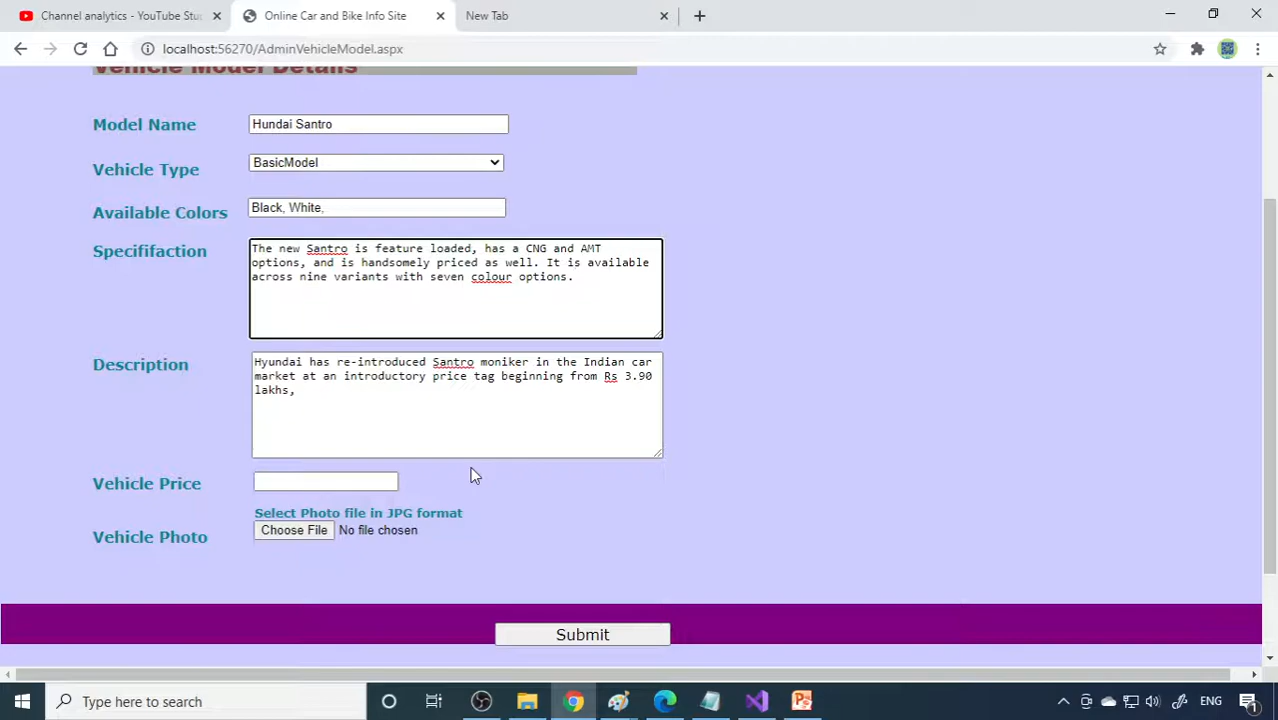 Channel analytics - YouTube Stu
Online Car and Bike Info Site
New Tab
localhost:56270/AdminVehicleModel.aspx
Vehicle Model Details
Model Name
Hundai Santro
Vehicle Type
BasicModel
Available Colors
Black, White,
Specififaction
The new Santro is feature loaded, has a CNG and AMT
options, and is handsomely priced as well. It is available
across nine variants with seven colour options.
Description
Hyundai has re-introduced Santro moniker in the Indian car
market at an introductory price tag beginning from Rs 3.90
lakhs,
Vehicle Price
Select Photo file in JPG format
Vehicle Photo
Choose File No file chosen
Submit
Type here to search
ENG
1